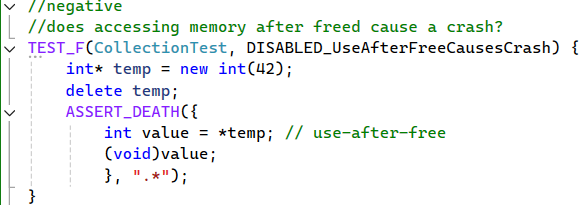 //negative
//does accessing memory after freed cause a crash?
TEST_F(CollectionTest, DISABLED_UseAfterFreeCausesCrash) {
    int* temp = new int(42);
    delete temp;
    ASSERT_DEATH({
        int value = *temp; // use-after-free
        (void)value;
        }, ".*");
}